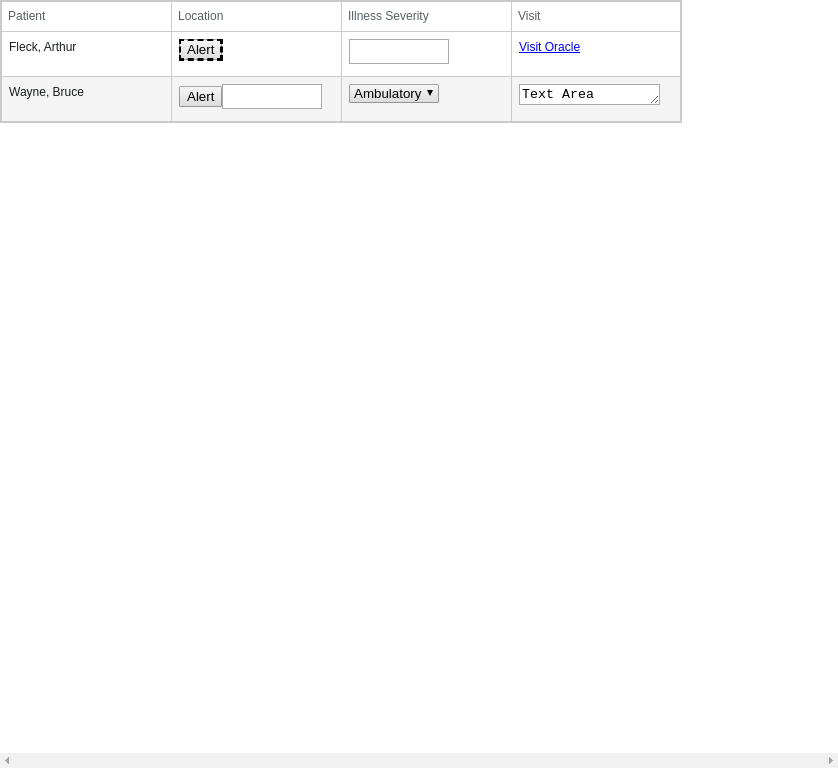 Patient Location Illness Severity Visit
Fleck, Arthur Alert Visit Oracle
Wayne, Bruce Alert Ambulatory Text Area